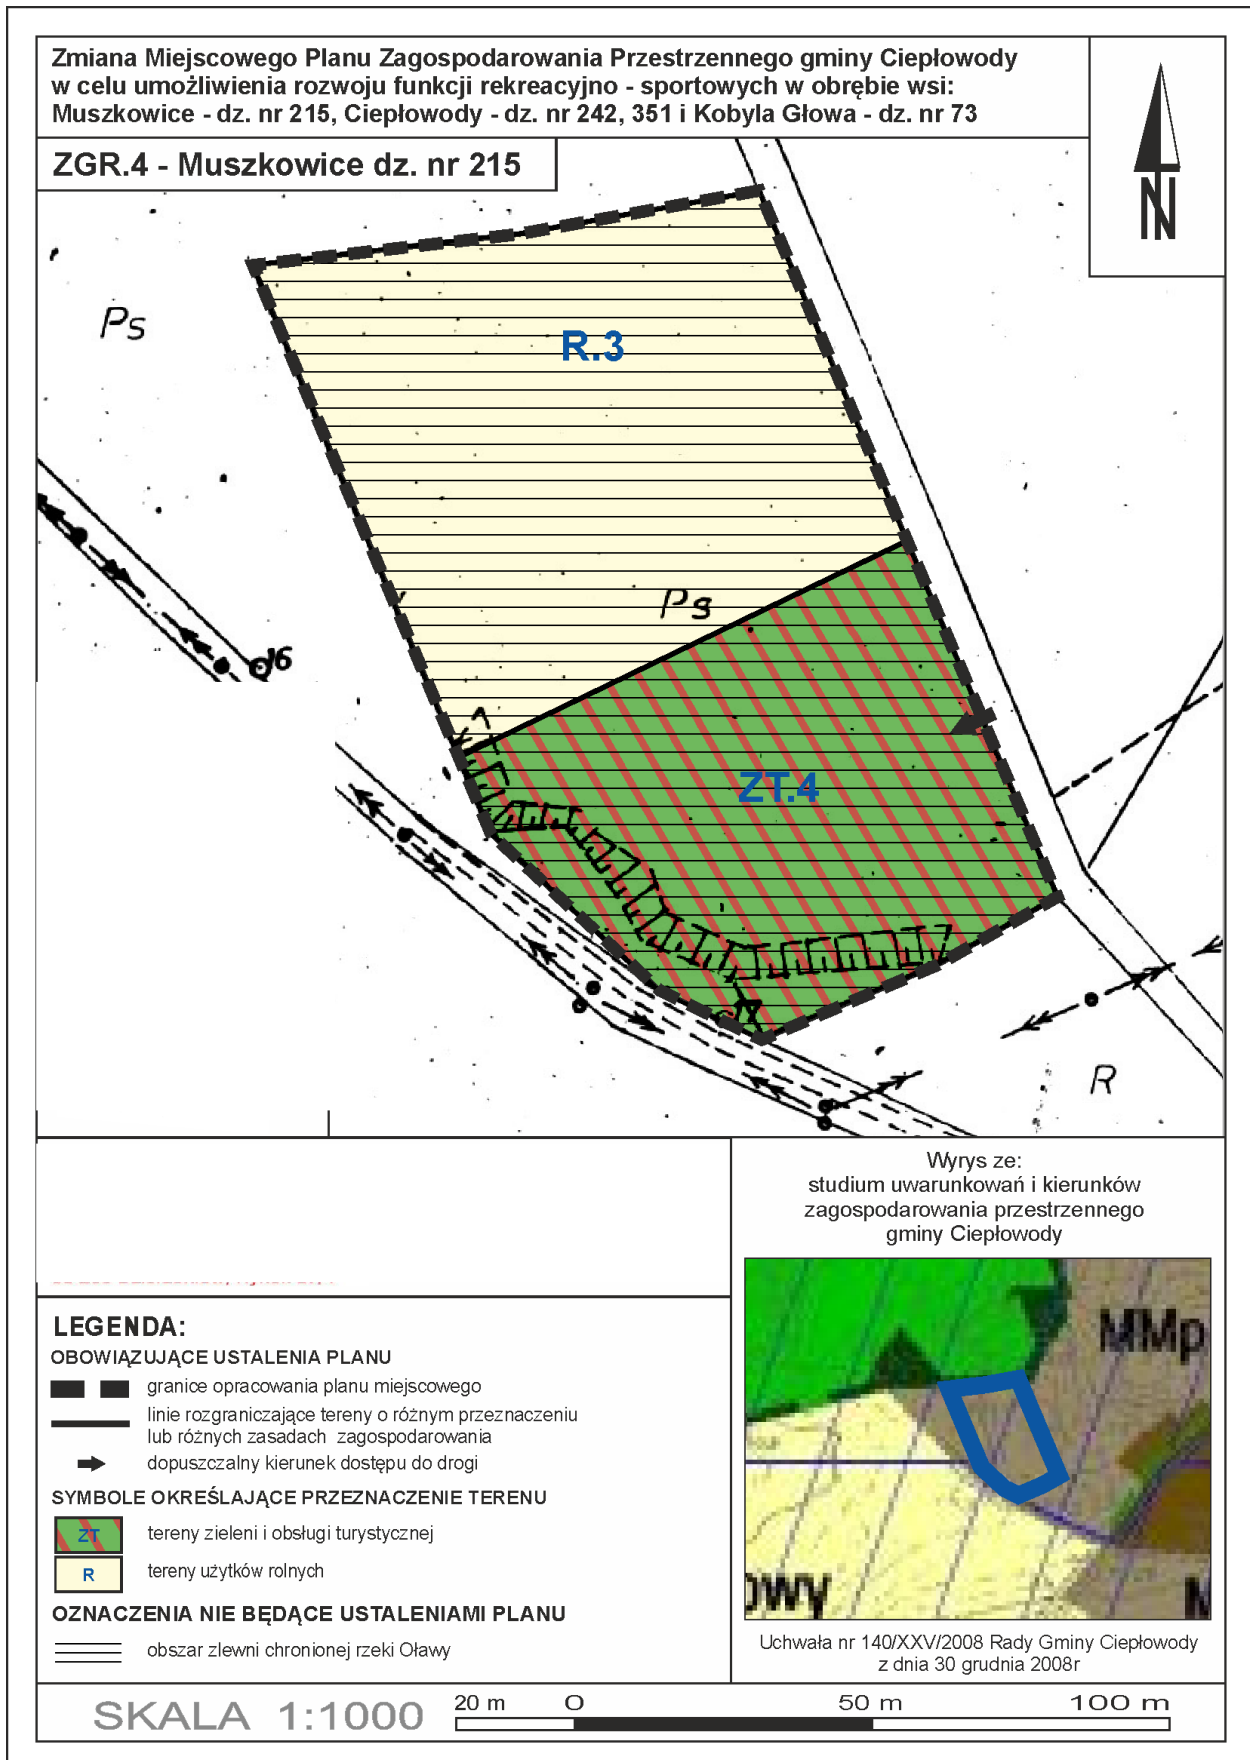 Zmiana Miejscowego Planu Zagospodarowania Przestrzennego gminy Ciepłowody
w celu umożliwienia rozwoju funkcji rekreacyjno - sportowych w obrębie wsi:
Muszkowice - dz. nr 215, Ciepłowody - dz. nr 242, 351 i Kobyla Głowa - dz. nr 73
ZGR.4 - Muszkowice dz. nr 215
N
Ps
R.3
Ps
16
ZT.4
R
Wyrys ze:
studium uwarunkowań i kierunków
zagospodarowania przestrzennego
gminy Ciepłowody
MMp
owy
M
Uchwała nr 140/XXV/2008 Rady Gminy Ciepłowody
z dnia 30 grudnia 2008r
LEGENDA:
OBOWIĄZUJĄCE USTALENIA PLANU
granice opracowania planu miejscowego
linie rozgraniczające tereny o różnym przeznaczeniu
lub różnych zasadach zagospodarowania
dopuszczalny kierunek dostępu do drogi
SYMBOLE OKREŚLAJĄCE PRZEZNACZENIE TERENU
ZT tereny zieleni i obsługi turystycznej
R tereny użytków rolnych
OZNACZENIA NIE BĘDĄCE USTALENIAMI PLANU
obszar zlewni chronionej rzeki Oławy
SKALA 1:1000
20 m 0 50 m 100 m